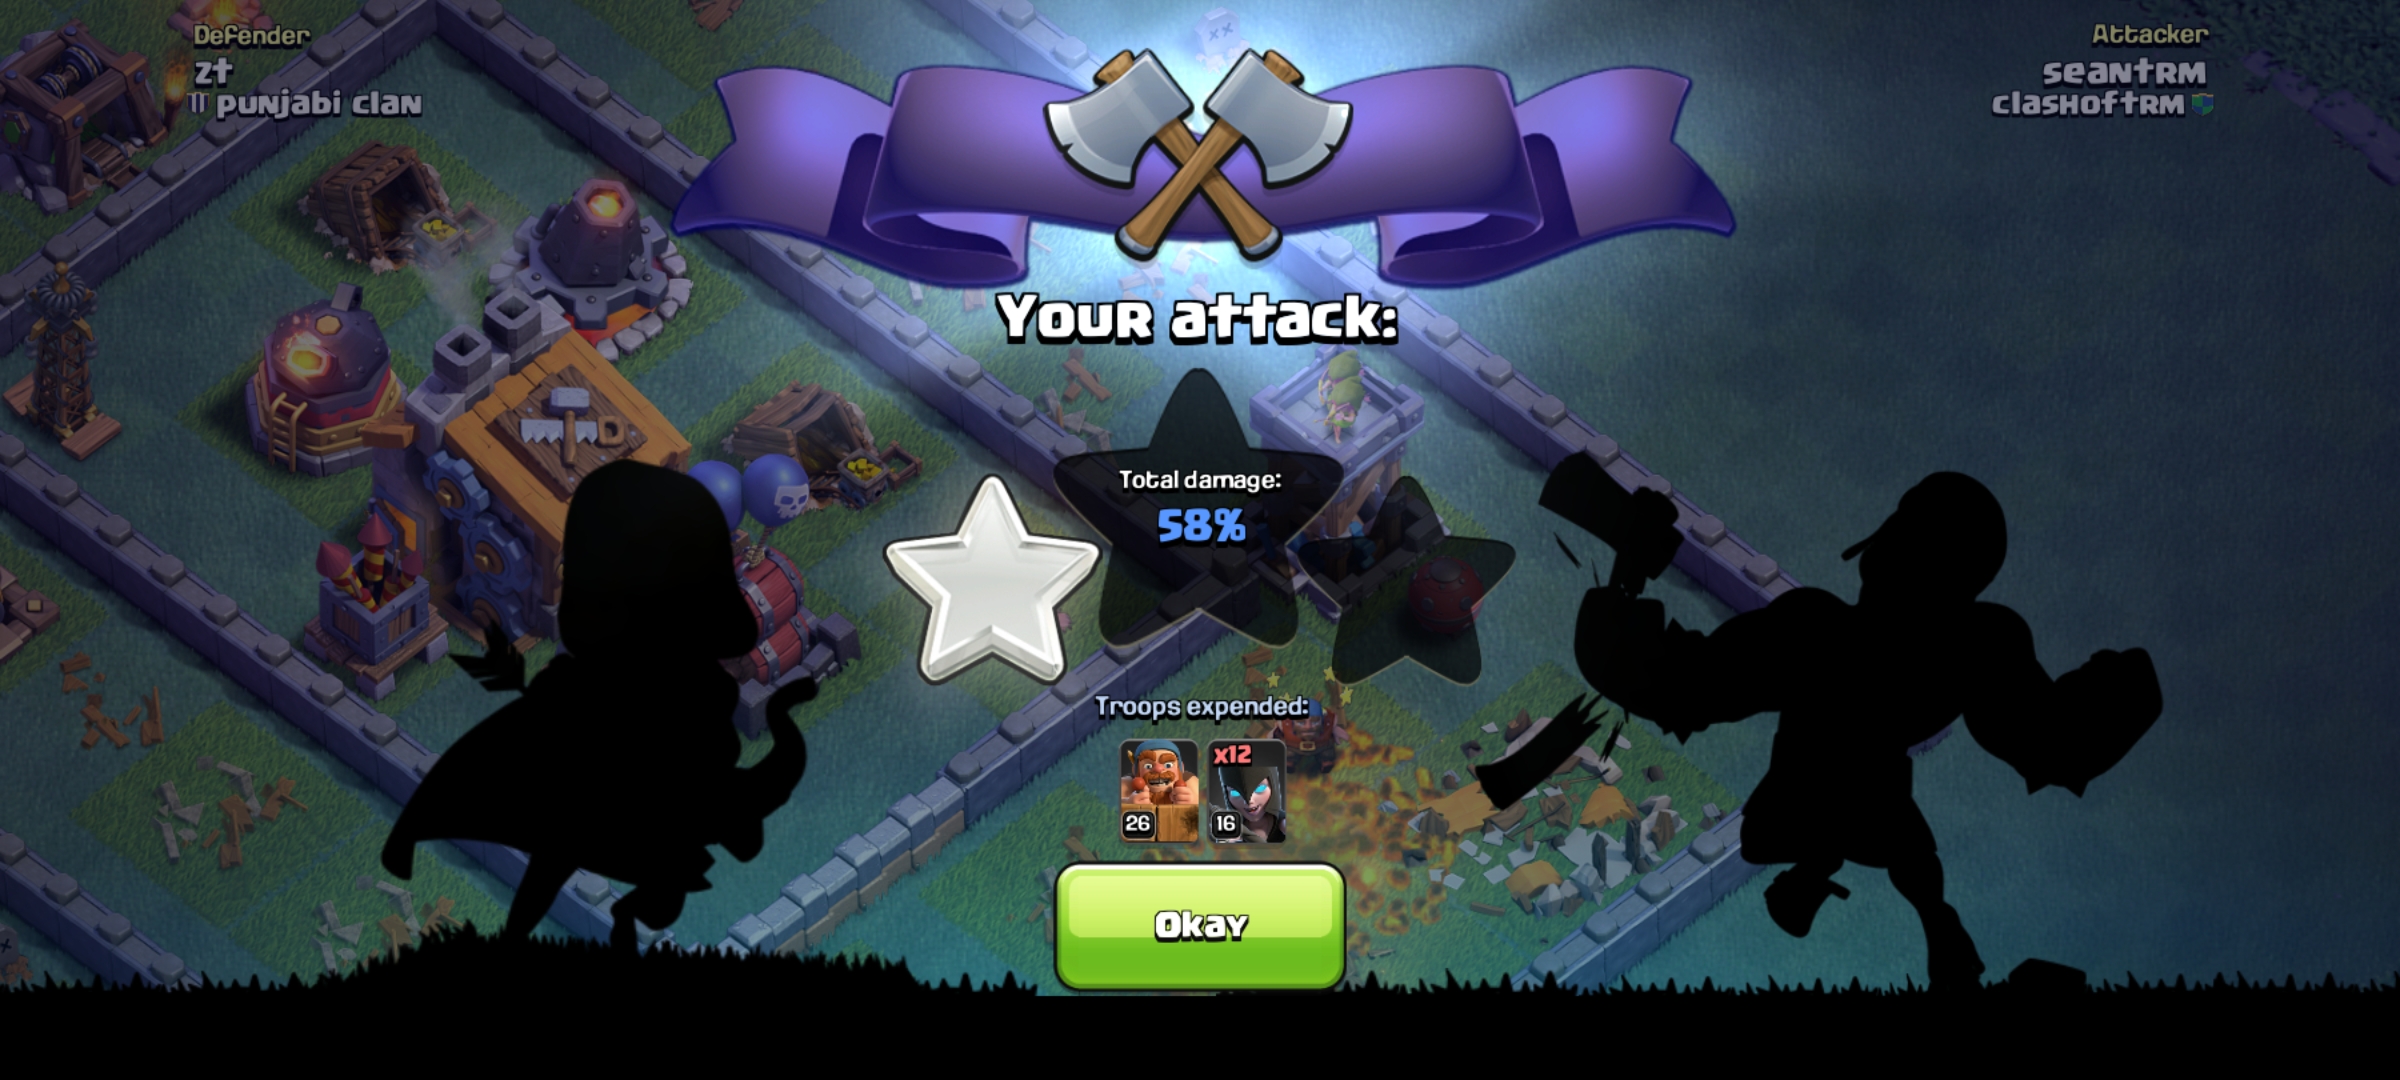 Defender
zt
punjabi clan
Attacker
seantRM
clashoftRM
Your attack:
Total damage:
58%
Troops expended:
x12
26
16
Okay